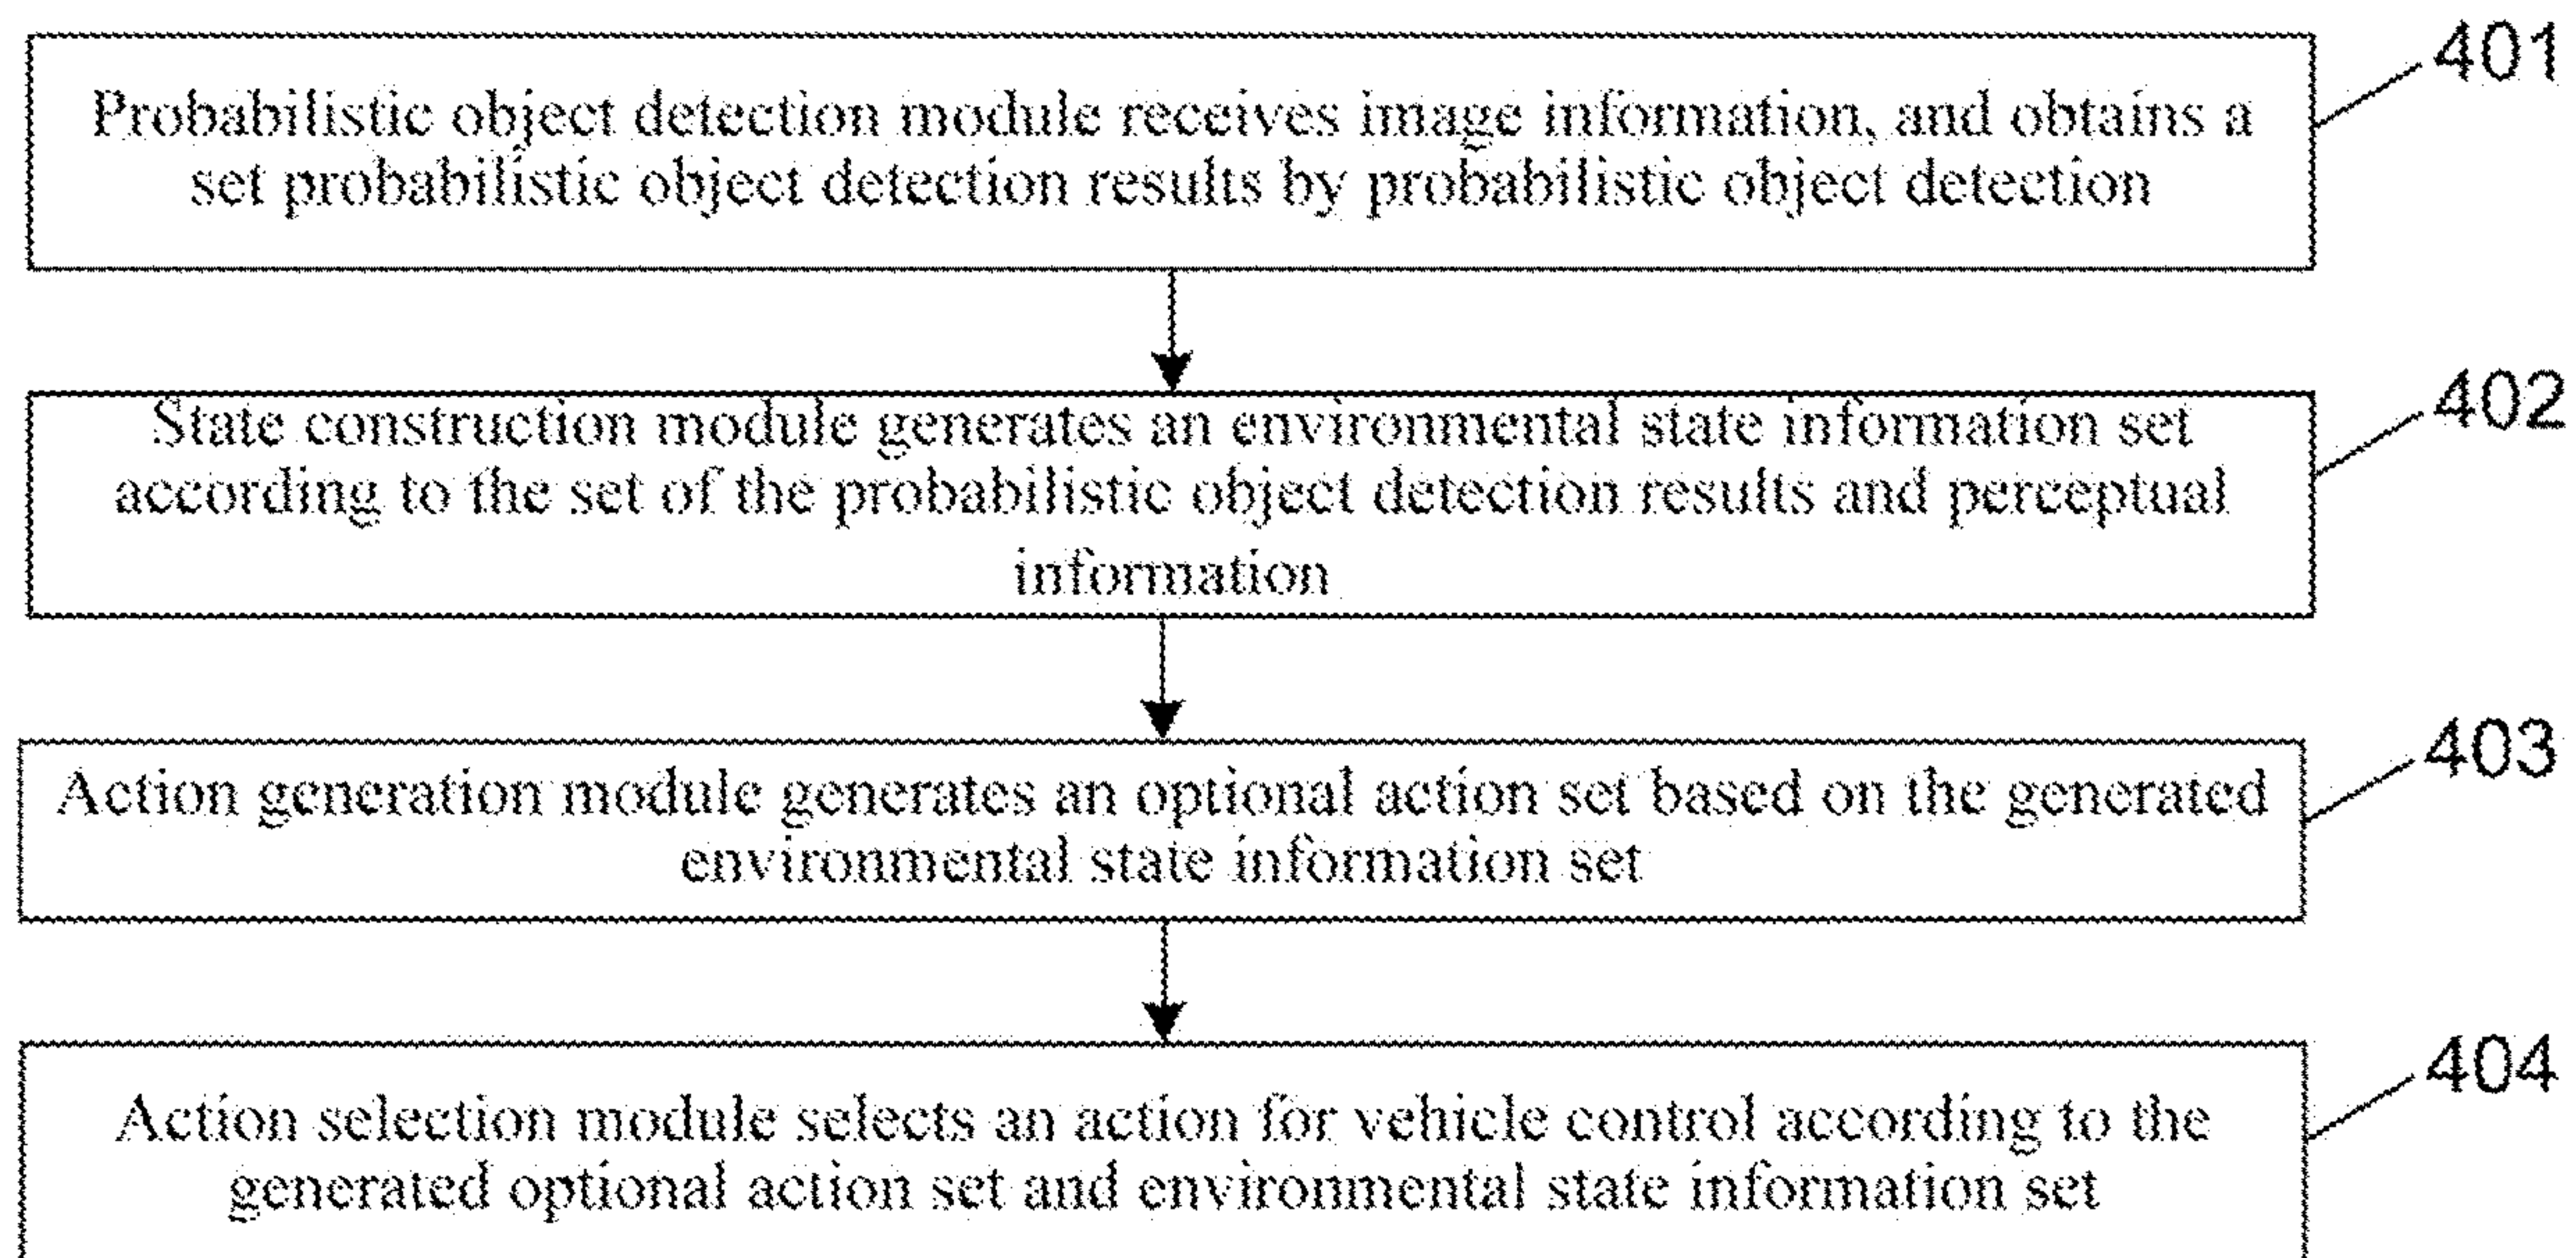 401
Probabilistic object detection module receives image information, and obtains a
set probabilistic object detection results by probabilistic object detection
402
State construction module generates an environmental state information set
according to the set of the probabilistic object detection results and perceptual
information
403
Action generation module generates an optional action set based on the generated
environmental state information set
404
Action selection module selects an action for vehicle control according to the
generated optional action set and environmental state information set